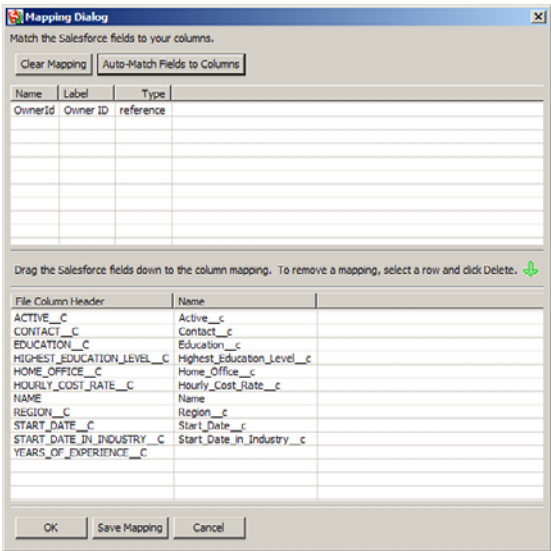 Mapping Dialog
Match the Salesforce fields to your columns.
Clear Mapping Auto-Match Fields to Columns
Name Label Type
OwnerId Owner ID reference
Drag the Salesforce fields down to the column mapping. To remove a mapping, select a row and click Delete.
File Column Header Name
ACTIVE__C Active__c
CONTACT__C Contact__c
EDUCATION__C Education__c
HIGHEST_EDUCATION_LEVEL__C Highest_Education_Level__c
HOME_OFFICE__C Home_Office__c
HOURLY_COST_RATE__C Hourly_Cost_Rate__c
NAME Name
REGION__C Region__c
START_DATE__C Start_Date__c
START_DATE_IN_INDUSTRY__C Start_Date_in_Industry__c
YEARS_OF_EXPERIENCE__C
OK Save Mapping Cancel